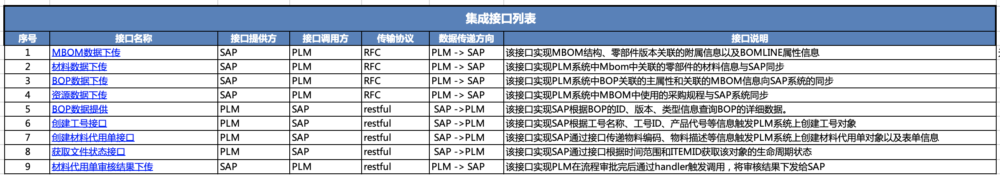 集成接口列表
序号 接口名称 接口提供方 接口调用方 传输协议 数据传递方向 接口说明
1 MBOM数据下传 SAP PLM RFC PLM -> SAP 该接口实现MBOM结构、零部件版本关联的附属信息以及BOMLINE属性信息
2 材料数据下传 SAP PLM RFC PLM -> SAP 该接口实现PLM系统中Mbom中关联的零部件的材料信息与SAP同步
3 BOP数据下传 SAP PLM RFC PLM -> SAP 该接口实现PLM系统中BOP关联的主属性和关联的MBOM信息向SAP系统的同步
4 资源数据下传 SAP PLM RFC PLM -> SAP 该接口实现PLM系统中MBOM中使用的采购规程与SAP系统同步
5 BOP数据提供 PLM SAP restful SAP ->PLM 该接口实现SAP根据BOP的ID、版本、类型信息查询BOP的详细数据。
6 创建工号接口 PLM SAP restful SAP ->PLM 该接口实现SAP根据工号名称、工号ID、产品代号等信息触发PLM系统上创建工号对象
7 创建材料代用单接口 PLM SAP restful SAP ->PLM 该接口实现SAP通过接口传递物料编码、物料描述等信息触发PLM系统上创建材料代用单对象以及表单信息
8 获取文件状态接口 PLM SAP restful SAP ->PLM 该接口实现SAP通过接口根据时间范围和ITEMID获取该对象的生命周期状态
9 材料代用单审核结果下传 SAP PLM restful PLM -> SAP 该接口实现PLM在流程审批完后通过handler触发调用，将审核结果下发给SAP